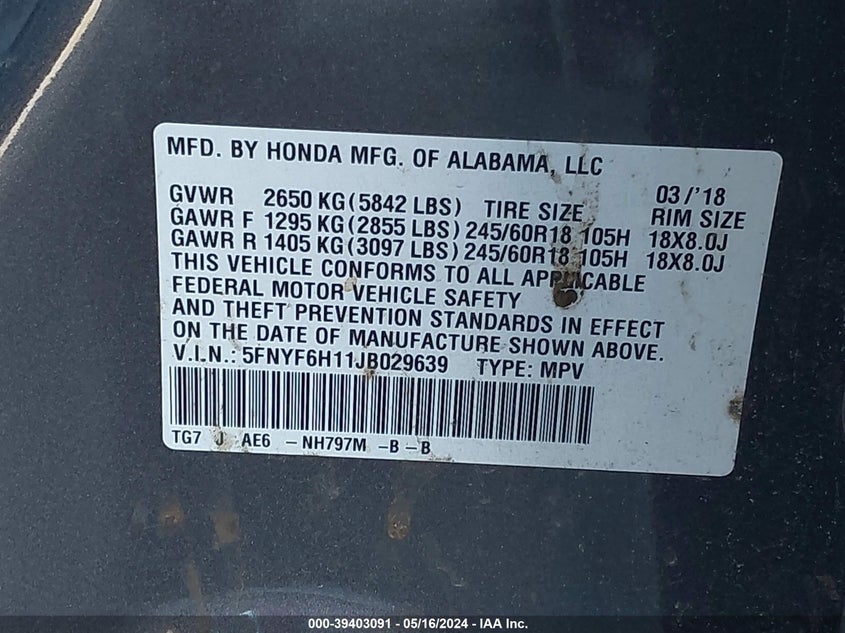 MFD. BY HONDA MFG. OF ALABAMA, LLC
GVWR 2650 KG (5842 LBS) TIRE SIZE 03/'18 RIM SIZE
GAWR F 1295 KG (2855 LBS) 245/60R18 105H 18X8.0J
GAWR R 1405 KG (3097 LBS) 245/60R18 105H 18X8.0J
THIS VEHICLE CONFORMS TO ALL APPLICABLE
FEDERAL MOTOR VEHICLE SAFETY
AND THEFT PREVENTION STANDARDS IN EFFECT
ON THE DATE OF MANUFACTURE SHOWN ABOVE.
V.I.N.: 5FNYF6H11JB029639 TYPE: MPV
TG7 J AE6 -NH797M -B-B
000-39403091 - 05/16/2024 - IAA Inc.